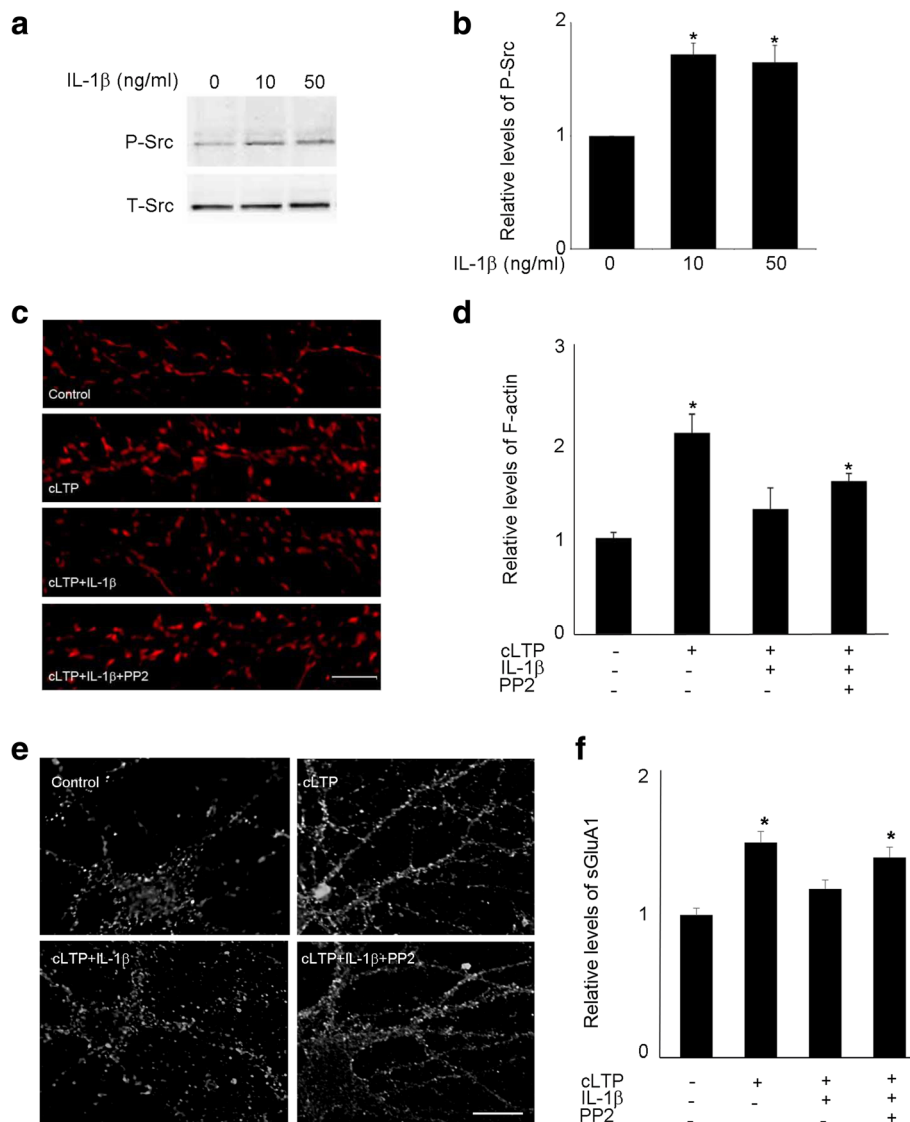 a
IL-1β (ng/ml) 0 10 50
P-Src
T-Src
b
Relative levels of P-Src
2
1
0
* *
IL-1β (ng/ml) 0 10 50
c
Control
cLTP
cLTP+IL-1β
cLTP+IL-1β+PP2
d
Relative levels of F-actin
3
2
1
0
* *
cLTP - + + +
IL-1β - - + +
PP2 - - - +
e
Control
cLTP
cLTP+IL-1β
cLTP+IL-1β+PP2
f
Relative levels of sGluA1
2
1
0
* *
cLTP - + + +
IL-1β - - + +
PP2 - - - +